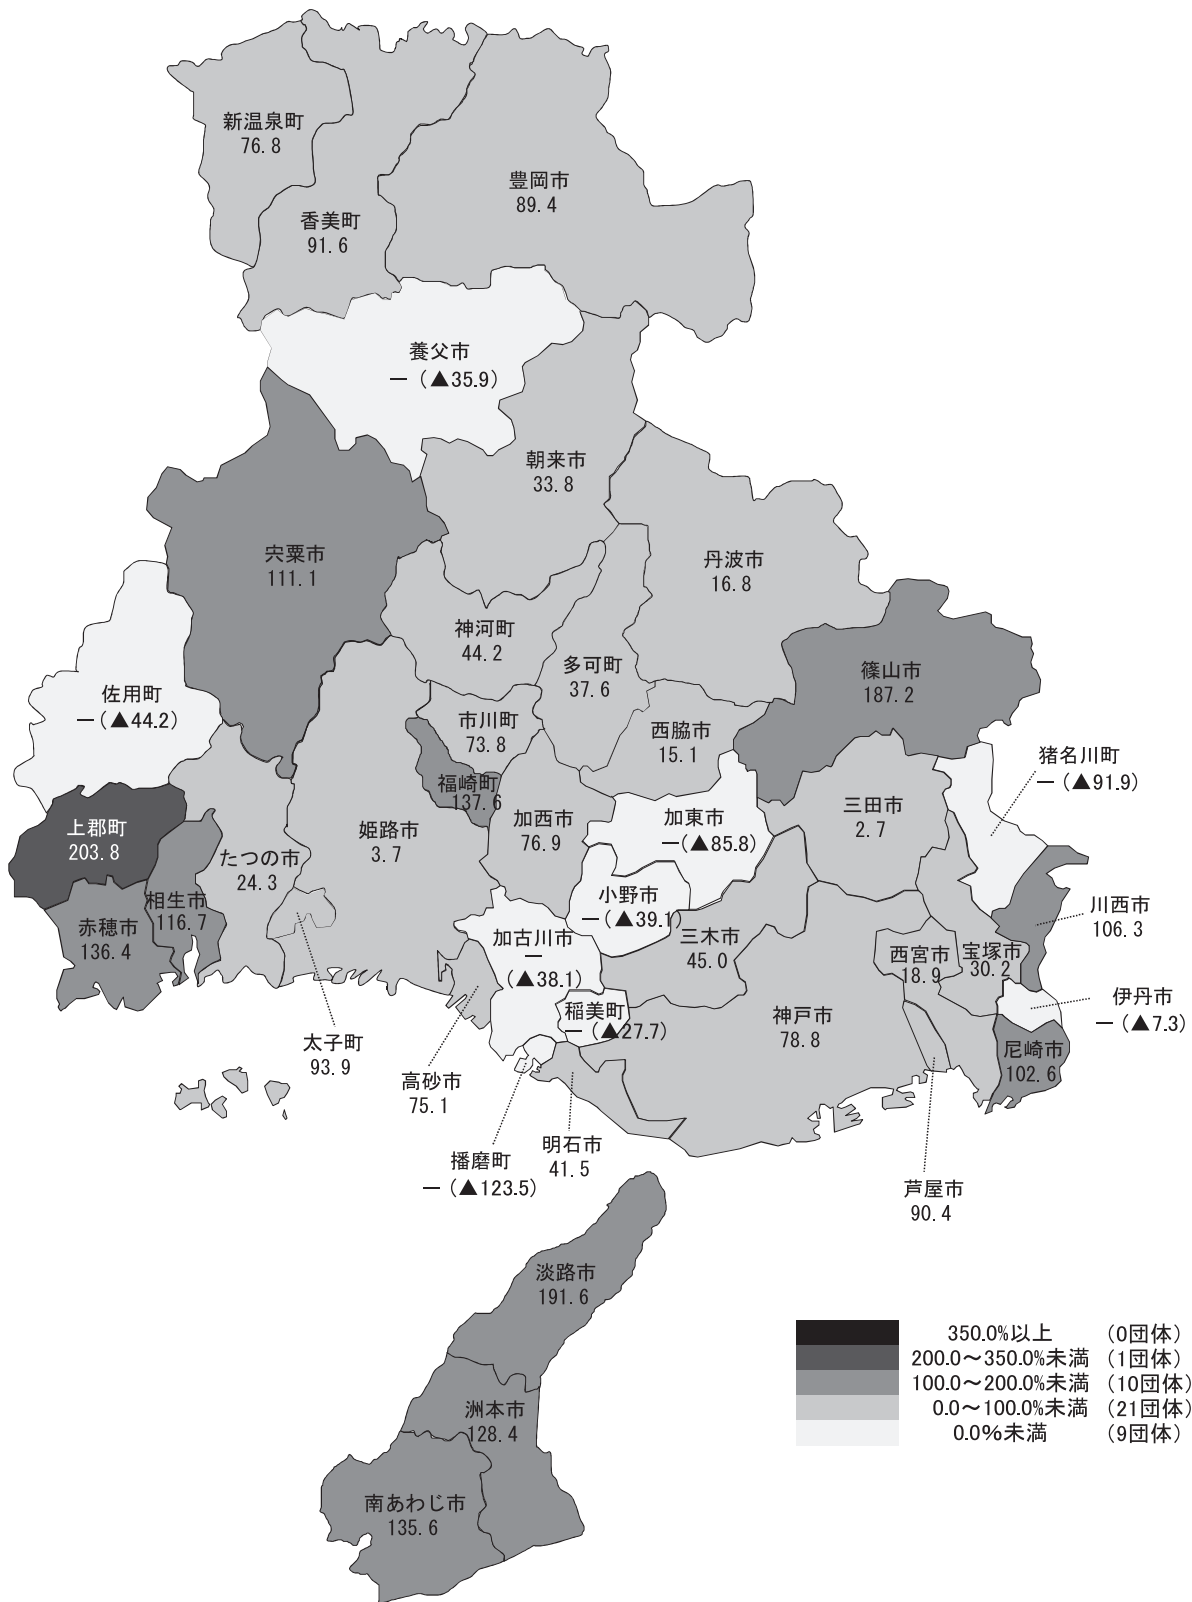 新温泉町
76.8
豊岡市
89.4
香美町
91.6
養父市
－（▲35.9）
朝来市
33.8
宍粟市
111.1
丹波市
16.8
神河町
44.2
多可町
37.6
篠山市
187.2
佐用町
－（▲44.2）
市川町
73.8
西脇市
15.1
猪名川町
－（▲91.9）
福崎町
137.6
加西市
76.9
加東市
－（▲85.8）
三田市
2.7
上郡町
203.8
姫路市
3.7
たつの市
24.3
相生市
116.7
小野市
－（▲39.1）
川西市
106.3
赤穂市
136.4
加古川市
－
（▲38.1）
三木市
45.0
西宮市
18.9
宝塚市
30.2
稲美町
－（▲27.7）
神戸市
78.8
伊丹市
－（▲7.3）
太子町
93.9
尼崎市
102.6
高砂市
75.1
明石市
41.5
播磨町
－（▲123.5）
芦屋市
90.4
淡路市
191.6
洲本市
128.4
南あわじ市
135.6
350.0%以上 （0団体）
200.0～350.0%未満 （1団体）
100.0～200.0%未満 （10団体）
0.0～100.0%未満 （21団体）
0.0%未満 （9団体）